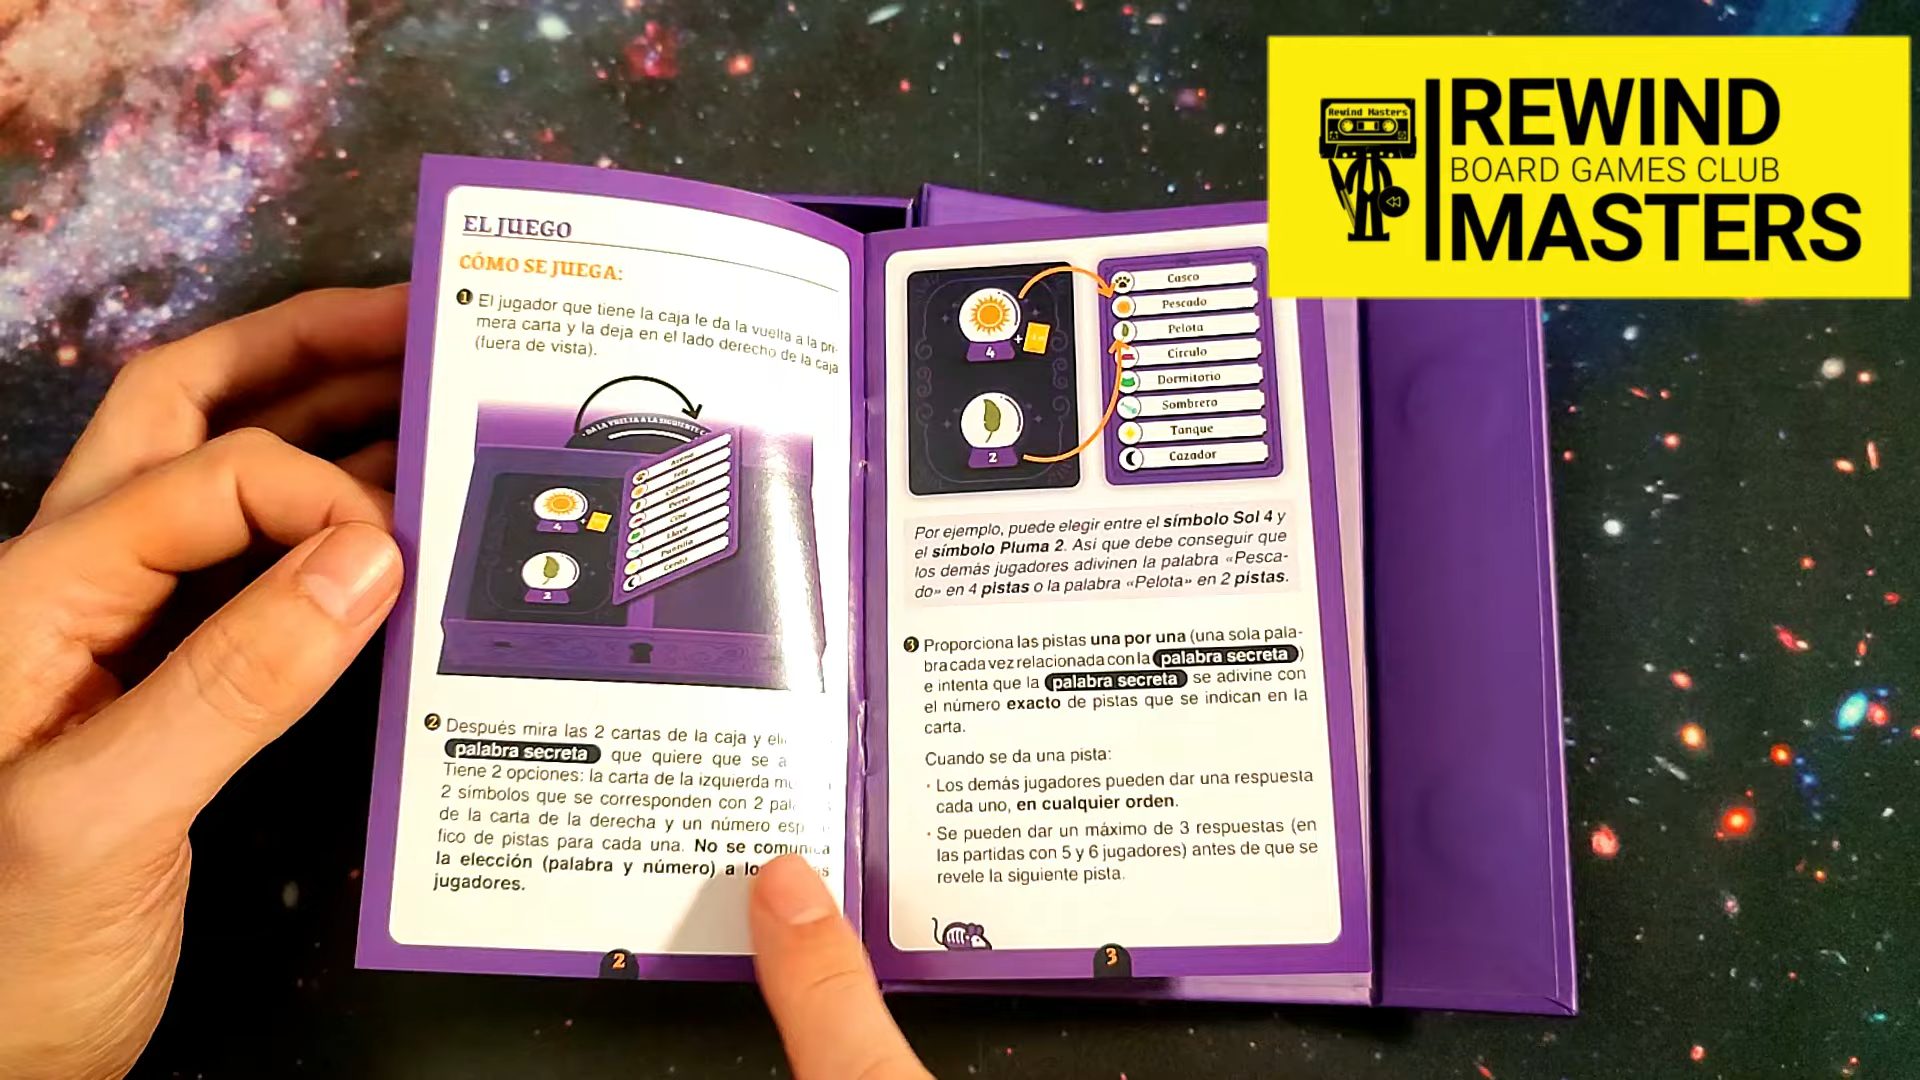 Rewind Masters
REWIND
BOARD GAMES CLUB
MASTERS
EL JUEGO
CÓMO SE JUEGA:
1 El jugador que tiene la caja le da la vuelta a la pri-
mera carta y la deja en el lado derecho de la caja
(fuera de vista).
DA LA VUELTA A LA SIGUIENTE
4
+
2
2 Después mira las 2 cartas de la caja y
palabra secreta que quiere que se
Tiene 2 opciones: la carta de la izquierda
2 símbolos que se corresponden con 2
de la carta de la derecha y un número
fico de pistas para cada una. No se comunica
la elección (palabra y número) a
jugadores.
2
4
+
2
Casco
Pescado
Pelota
Círculo
Dormitorio
Sombrero
Tanque
Cazador
Por ejemplo, puede elegir entre el símbolo Sol 4 y
el símbolo Pluma 2. Así que debe conseguir que
los demás jugadores adivinen la palabra «Pesca-
do» en 4 pistas o la palabra «Pelota» en 2 pistas.
3 Proporciona las pistas una por una (una sola pala-
bra cada vez relacionada con la palabra secreta)
e intenta que la palabra secreta se adivine con
el número exacto de pistas que se indican en la
carta.
Cuando se da una pista:
• Los demás jugadores pueden dar una respuesta
cada uno, en cualquier orden.
• Se pueden dar un máximo de 3 respuestas (en
las partidas con 5 y 6 jugadores) antes de que se
revele la siguiente pista.
3